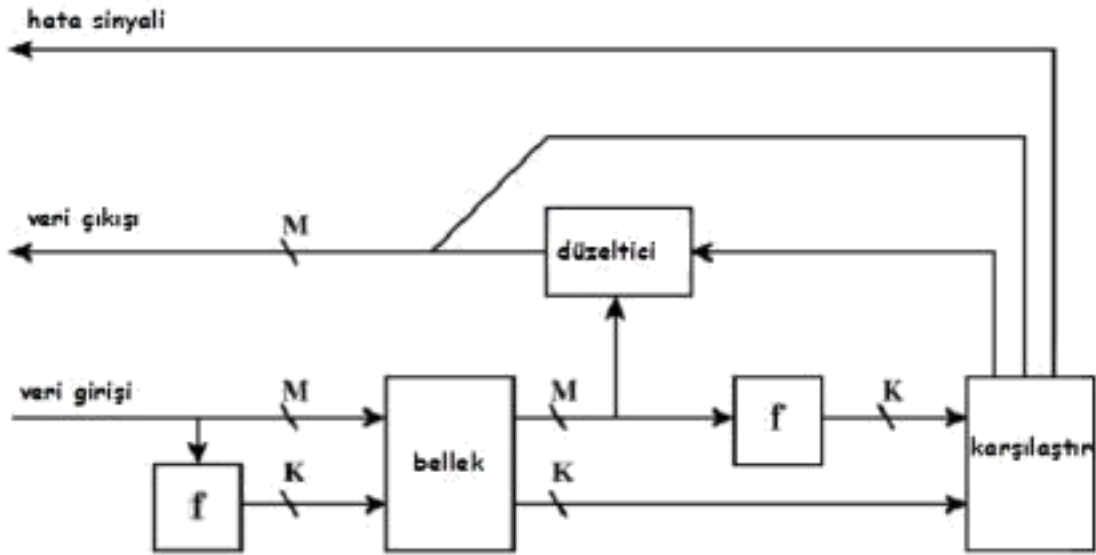 hata sinyali
veri çıkışı
M
düzeltici
veri girişi
M
M
K
f
bellek
karşılaştır
f
K
K